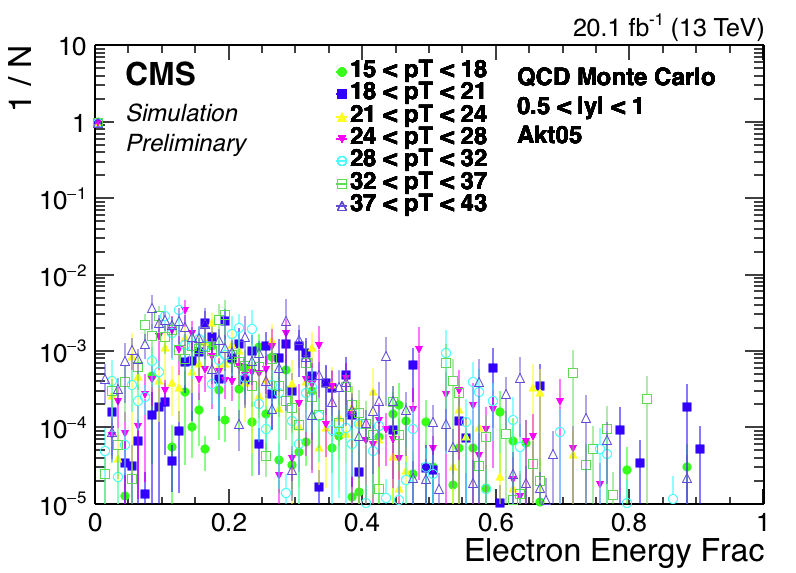 20.1 fb⁻¹ (13 TeV)
1 / N
10
1
10⁻¹
10⁻²
10⁻³
10⁻⁴
10⁻⁵
CMS
Simulation
Preliminary
15 < pT < 18
18 < pT < 21
21 < pT < 24
24 < pT < 28
28 < pT < 32
32 < pT < 37
37 < pT < 43
QCD Monte Carlo
0.5 < |y| < 1
Akt05
0 0.2 0.4 0.6 0.8 1
Electron Energy Frac